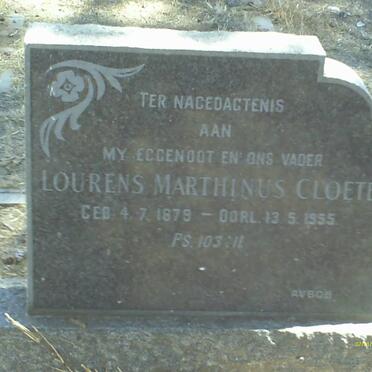 TER NAGEDAGTENIS
AAN
MY EGGENOOT EN ONS VADER
LOURENS MARTHINUS CLOETE
GEB. 4.7.1879 – OORL. 13.5.1955
PS. 103:11.
AVBOB